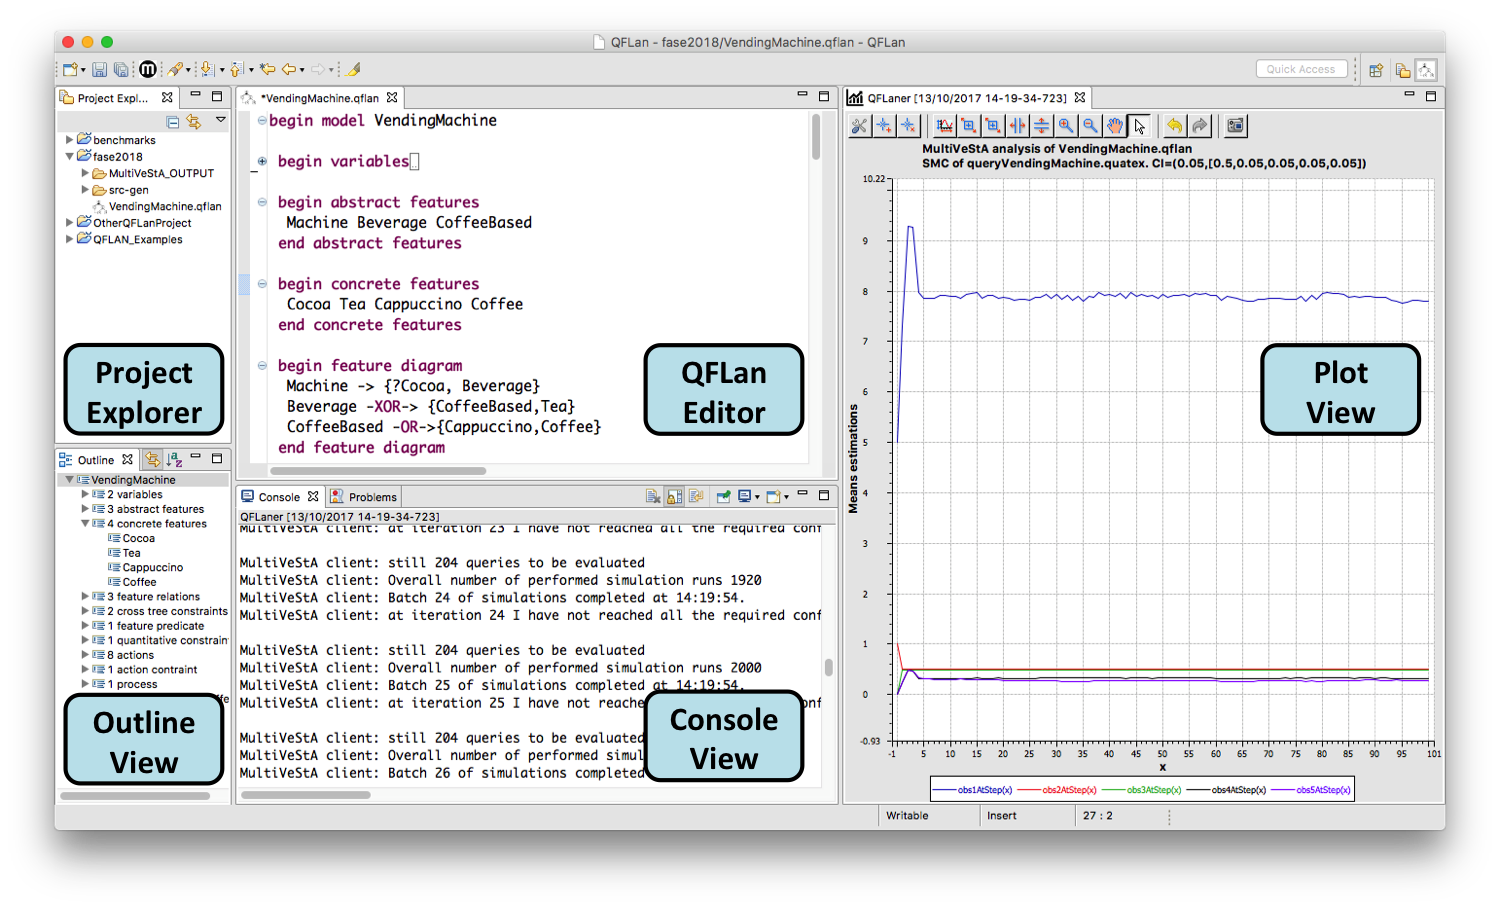 QFLan - fase2018/VendingMachine.qflan - QFLan
Quick Access
Project Expl...
benchmarks
fase2018
MultiVeStA_OUTPUT
src-gen
VendingMachine.qflan
OtherQFLanProject
QFLAN_Examples
Project
Explorer
Outline
VendingMachine
2 variables
3 abstract features
4 concrete features
Cocoa
Tea
Cappuccino
Coffee
3 feature relations
2 cross tree constraints
1 feature predicate
1 quantitative constrain
8 actions
1 action contraint
1 process
Outline
View
*VendingMachine.qflan
begin model VendingMachine
begin variables..
begin abstract features
Machine Beverage CoffeeBased
end abstract features
begin concrete features
Cocoa Tea Cappuccino Coffee
end concrete features
begin feature diagram
Machine -> {?Cocoa, Beverage}
Beverage -XOR-> {CoffeeBased,Tea}
CoffeeBased -OR->{Cappuccino,Coffee}
end feature diagram
QFLan
Editor
Console
Problems
QFLaner [13/10/2017 14-19-34-723]
MultiVeStA client: at iteration 23 I have not reached all the required conf
MultiVeStA client: still 204 queries to be evaluated
MultiVeStA client: Overall number of performed simulation runs 1920
MultiVeStA client: Batch 24 of simulations completed at 14:19:54.
MultiVeStA client: at iteration 24 I have not reached all the required conf
MultiVeStA client: still 204 queries to be evaluated
MultiVeStA client: Overall number of performed simulation runs 2000
MultiVeStA client: Batch 25 of simulations completed at 14:19:54.
MultiVeStA client: at iteration 25 I have not reache conf
MultiVeStA client: still 204 queries to be evaluated
MultiVeStA client: Overall number of performed simul
MultiVeStA client: Batch 26 of simulations completed
Console
View
QFLaner [13/10/2017 14-19-34-723]
MultiVeStA analysis of VendingMachine.qflan
SMC of queryVendingMachine.quatex. CI=(0.05,[0.5,0.05,0.05,0.05,0.05])
10.22
9
8
7
6
5
4
3
2
1
0
-0.93
Means estimations
-1 5 10 15 20 25 30 35 40 45 50 55 60 65 70 75 80 85 90 95 101
x
obs1AtStep(x) obs2AtStep(x) obs3AtStep(x) obs4AtStep(x) obs5AtStep(x)
Plot
View
Writable
Insert
27 : 2